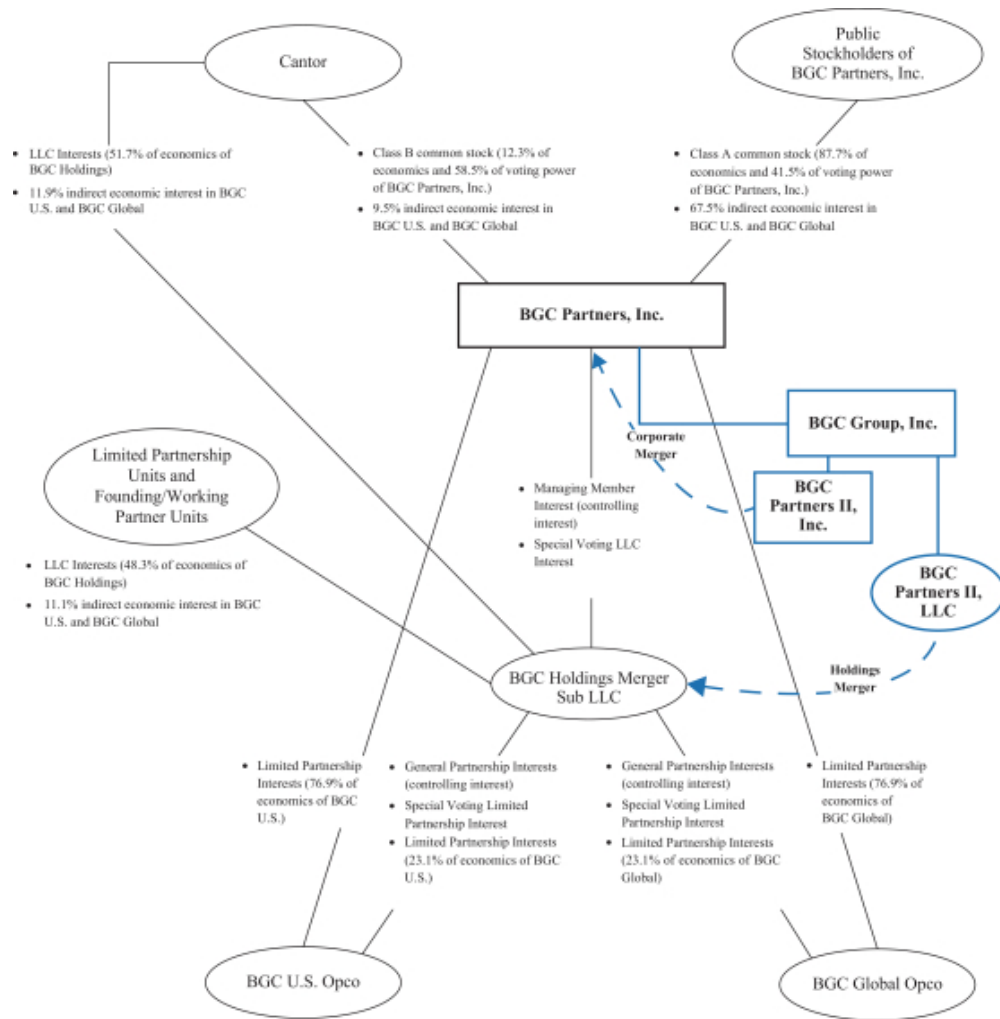 Cantor
Public
Stockholders of
BGC Partners, Inc.
• LLC Interests (51.7% of economics of
BGC Holdings)
• 11.9% indirect economic interest in BGC
U.S. and BGC Global
• Class B common stock (12.3% of
economics and 58.5% of voting power
of BGC Partners, Inc.)
• 9.5% indirect economic interest in
BGC U.S. and BGC Global
• Class A common stock (87.7% of
economics and 41.5% of voting power
of BGC Partners, Inc.)
• 67.5% indirect economic interest in
BGC U.S. and BGC Global
BGC Partners, Inc.
BGC Group, Inc.
Corporate
Merger
BGC
Partners II,
Inc.
BGC
Partners II,
LLC
Limited Partnership
Units and
Founding/Working
Partner Units
• LLC Interests (48.3% of economics of
BGC Holdings)
• 11.1% indirect economic interest in BGC
U.S. and BGC Global
• Managing Member
Interest (controlling
interest)
• Special Voting LLC
Interest
BGC Holdings Merger
Sub LLC
Holdings
Merger
• Limited Partnership
Interests (76.9% of
economics of BGC
U.S.)
• General Partnership Interests
(controlling interest)
• Special Voting Limited
Partnership Interest
• Limited Partnership Interests
(23.1% of economics of BGC
U.S.)
• General Partnership Interests
(controlling interest)
• Special Voting Limited
Partnership Interest
• Limited Partnership Interests
(23.1% of economics of BGC
Global)
• Limited Partnership
Interests (76.9% of
economics of
BGC Global)
BGC U.S. Opco
BGC Global Opco